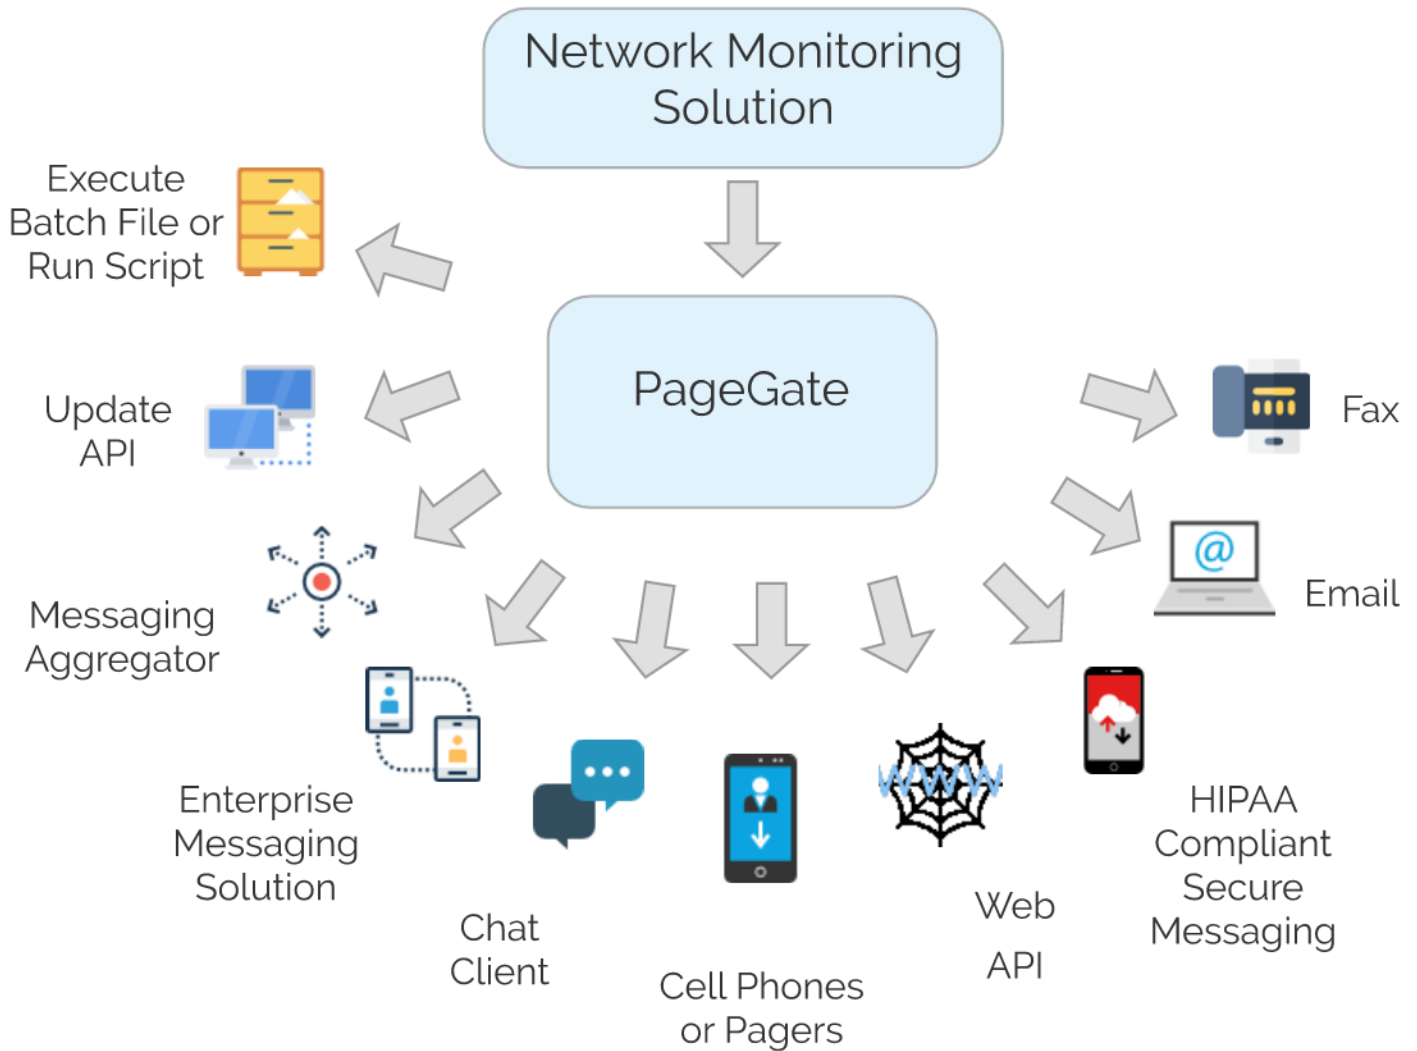 Network Monitoring
Solution
Execute
Batch File or
Run Script
PageGate
Update
API
Fax
Messaging
Aggregator
@
Email
Enterprise
Messaging
Solution
Chat
Client
Cell Phones
or Pagers
WWW
Web
API
HIPAA
Compliant
Secure
Messaging